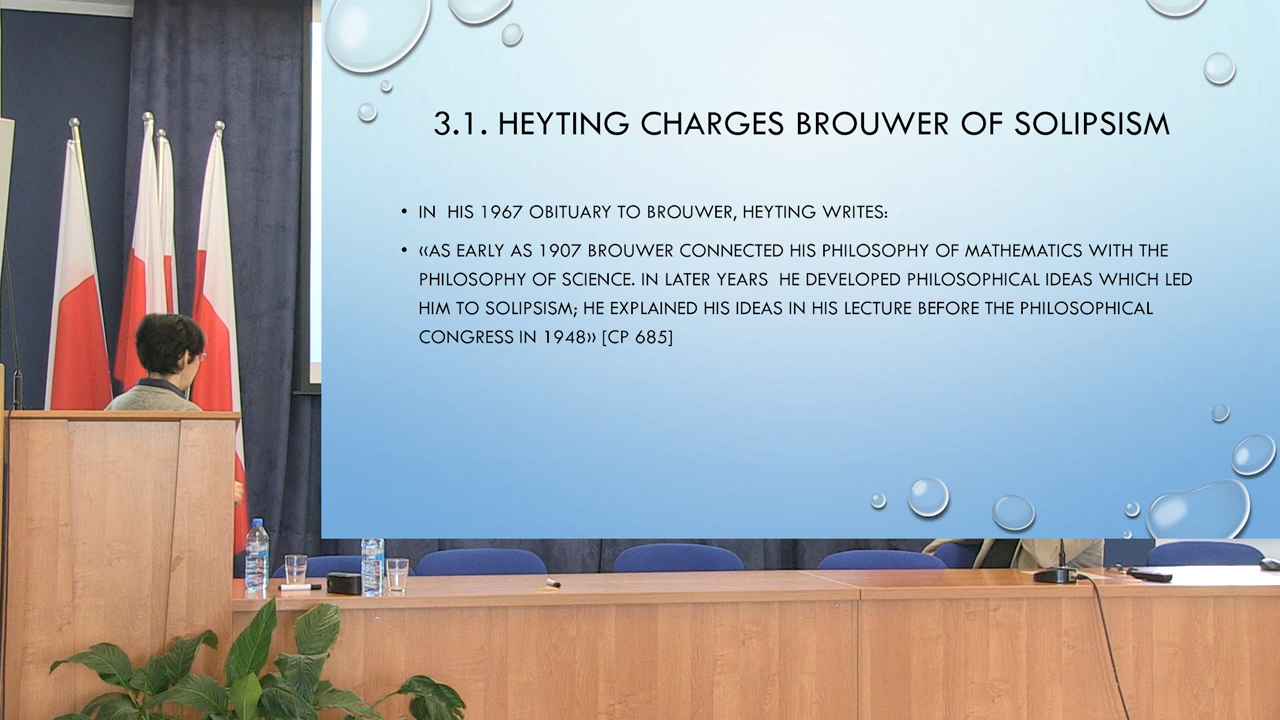 3.1. HEYTING CHARGES BROUWER OF SOLIPSISM
• IN HIS 1967 OBITUARY TO BROUWER, HEYTING WRITES:
• «AS EARLY AS 1907 BROUWER CONNECTED HIS PHILOSOPHY OF MATHEMATICS WITH THE
PHILOSOPHY OF SCIENCE. IN LATER YEARS HE DEVELOPED PHILOSOPHICAL IDEAS WHICH LED
HIM TO SOLIPSISM; HE EXPLAINED HIS IDEAS IN HIS LECTURE BEFORE THE PHILOSOPHICAL
CONGRESS IN 1948» [CP 685]